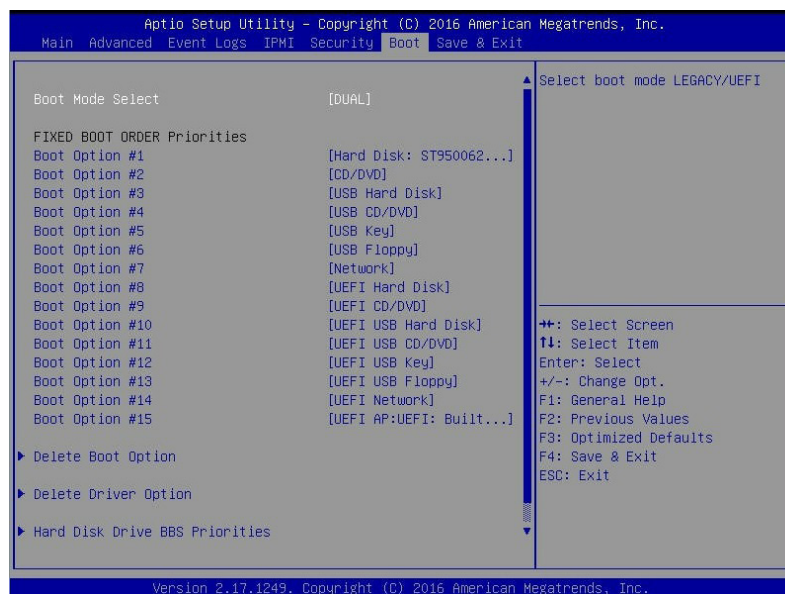 Aptio Setup Utility – Copyright (C) 2016 American Megatrends, Inc.
Main Advanced Event Logs IPMI Security Boot Save & Exit
Boot Mode Select [DUAL]
FIXED BOOT ORDER Priorities
Boot Option #1 [Hard Disk: ST950062...]
Boot Option #2 [CD/DVD]
Boot Option #3 [USB Hard Disk]
Boot Option #4 [USB CD/DVD]
Boot Option #5 [USB Key]
Boot Option #6 [USB Floppy]
Boot Option #7 [Network]
Boot Option #8 [UEFI Hard Disk]
Boot Option #9 [UEFI CD/DVD]
Boot Option #10 [UEFI USB Hard Disk]
Boot Option #11 [UEFI USB CD/DVD]
Boot Option #12 [UEFI USB Key]
Boot Option #13 [UEFI USB Floppy]
Boot Option #14 [UEFI Network]
Boot Option #15 [UEFI AP:UEFI: Built...]
Delete Boot Option
Delete Driver Option
Hard Disk Drive BBS Priorities
Select boot mode LEGACY/UEFI
→←: Select Screen
↑↓: Select Item
Enter: Select
+/-: Change Opt.
F1: General Help
F2: Previous Values
F3: Optimized Defaults
F4: Save & Exit
ESC: Exit
Version 2.17.1249. Copyright (C) 2016 American Megatrends, Inc.